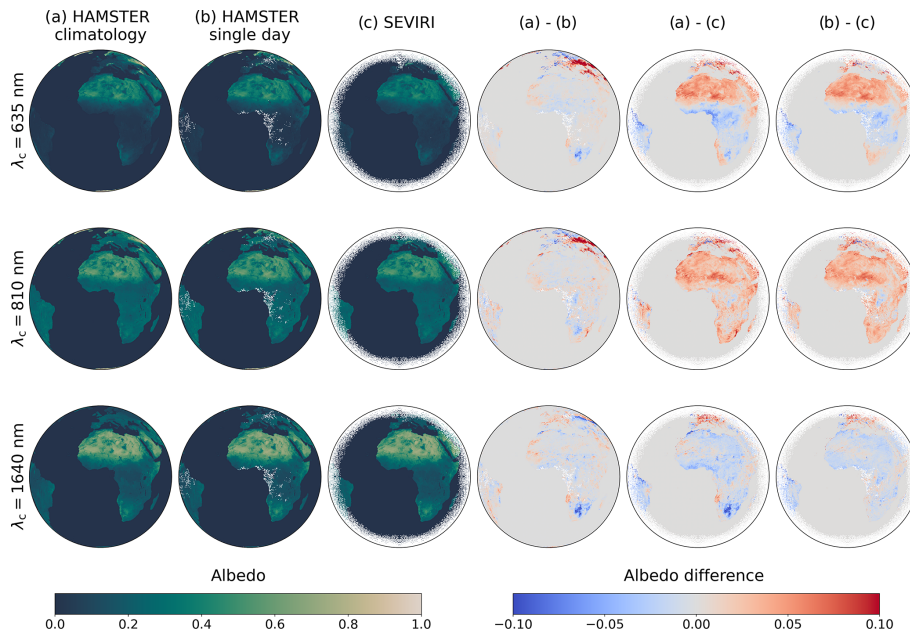 (a) HAMSTER
climatology
(b) HAMSTER
single day
(c) SEVIRI
(a) - (b)
(a) - (c)
(b) - (c)
λc = 635 nm
λc = 810 nm
λc = 1640 nm
Albedo
0.0 0.2 0.4 0.6 0.8 1.0
Albedo difference
−0.10 −0.05 0.00 0.05 0.10